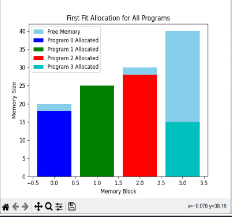 First Fit Allocation for All Programs
Free Memory
Program 0 Allocated
Program 1 Allocated
Program 2 Allocated
Program 3 Allocated
Memory Size
40
35
30
25
20
15
10
5
0
-0.5 0.0 0.5 1.0 1.5 2.0 2.5 3.0 3.5
Memory Block